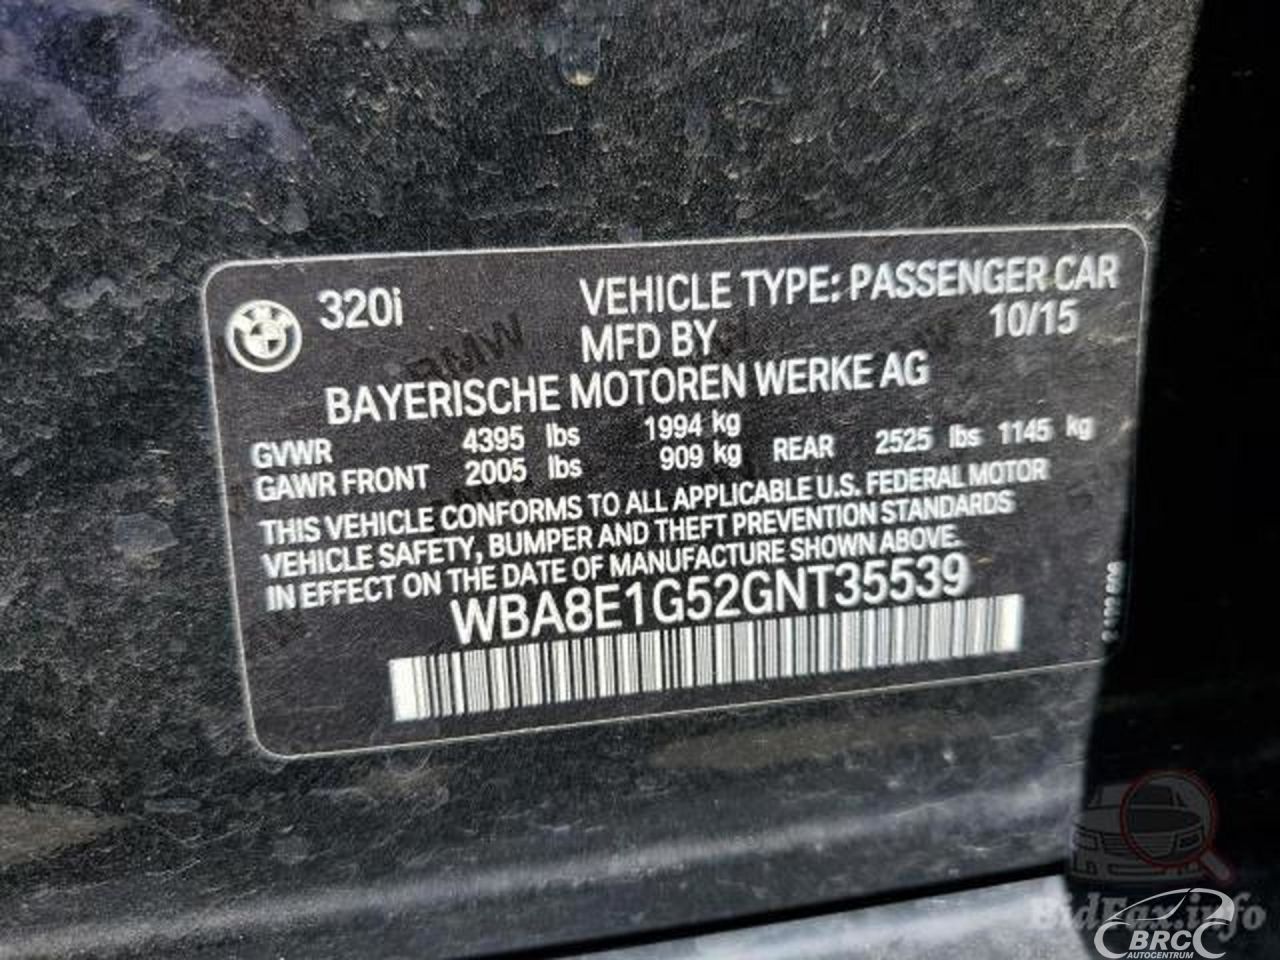 320i
VEHICLE TYPE: PASSENGER CAR
MFD BY 10/15
BAYERISCHE MOTOREN WERKE AG
GVWR 4395 lbs 1994 kg
GAWR FRONT 2005 lbs 909 kg REAR 2525 lbs 1145 kg
THIS VEHICLE CONFORMS TO ALL APPLICABLE U.S. FEDERAL MOTOR
VEHICLE SAFETY, BUMPER AND THEFT PREVENTION STANDARDS
IN EFFECT ON THE DATE OF MANUFACTURE SHOWN ABOVE.
WBA8E1G52GNT35539
BidFax.info
BRC
AUTOCENTRUM